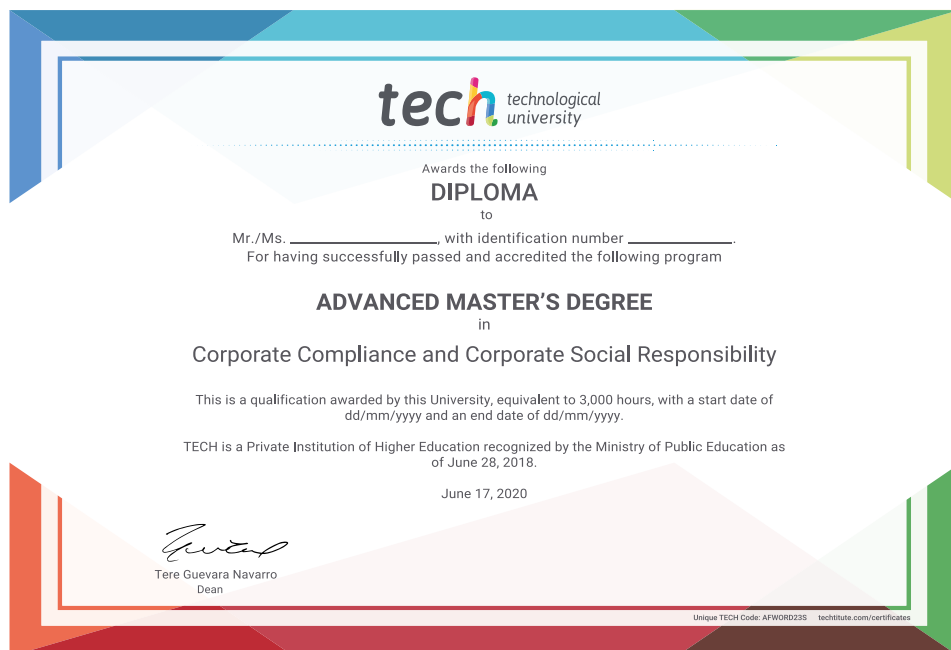 tech technological
university
Awards the following
DIPLOMA
to
Mr./Ms. ____________________, with identification number ______________.
For having successfully passed and accredited the following program
ADVANCED MASTER'S DEGREE
in
Corporate Compliance and Corporate Social Responsibility
This is a qualification awarded by this University, equivalent to 3,000 hours, with a start date of
dd/mm/yyyy and an end date of dd/mm/yyyy.
TECH is a Private Institution of Higher Education recognized by the Ministry of Public Education as
of June 28, 2018.
June 17, 2020
Tere Guevara Navarro
Dean
Unique TECH Code: AFWORD23S techtitute.com/certificates